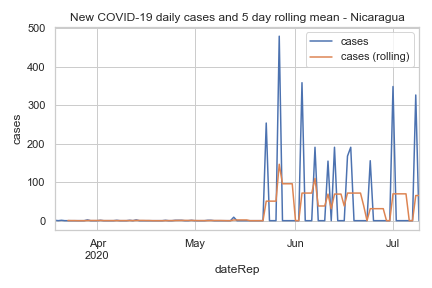 New COVID-19 daily cases and 5 day rolling mean - Nicaragua
cases
cases (rolling)
500
400
300
200
100
0
cases
Apr
2020
May
Jun
Jul
dateRep